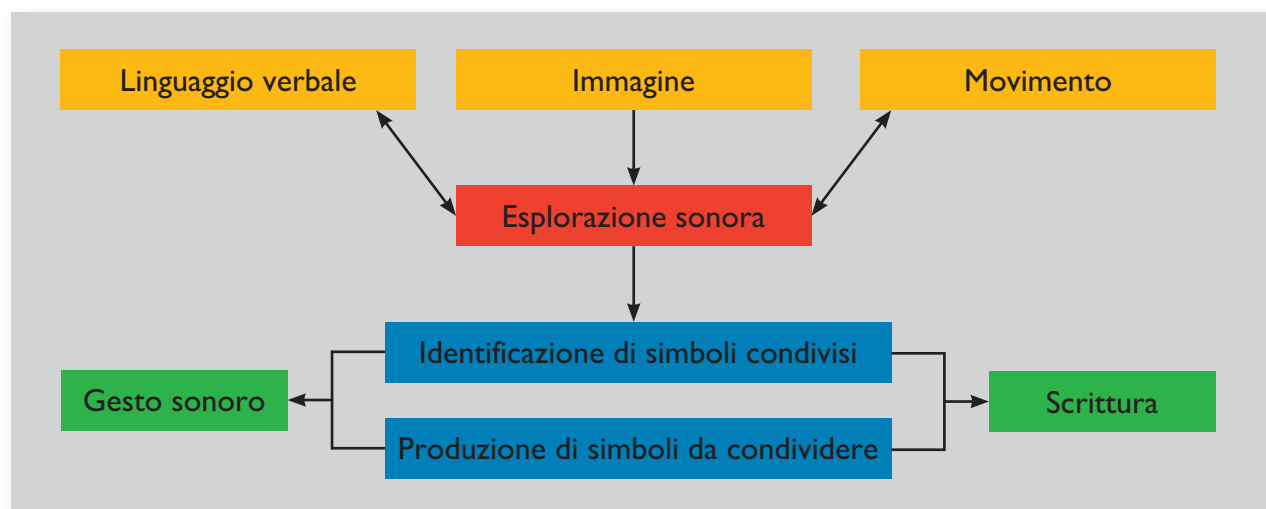 Linguaggio verbale
Immagine
Movimento
Esplorazione sonora
Identificazione di simboli condivisi
Gesto sonoro
Scrittura
Produzione di simboli da condividere